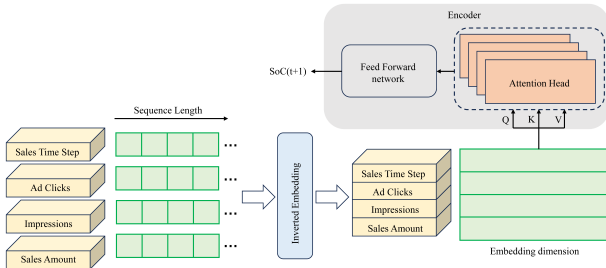 Encoder
Feed Forward
network
SoC(t+1)
Attention Head
Q K V
Sequence Length
Sales Time Step
Ad Clicks
Impressions
Sales Amount
...
...
...
...
Inverted Embedding
Sales Time Step
Ad Clicks
Impressions
Sales Amount
Embedding dimension